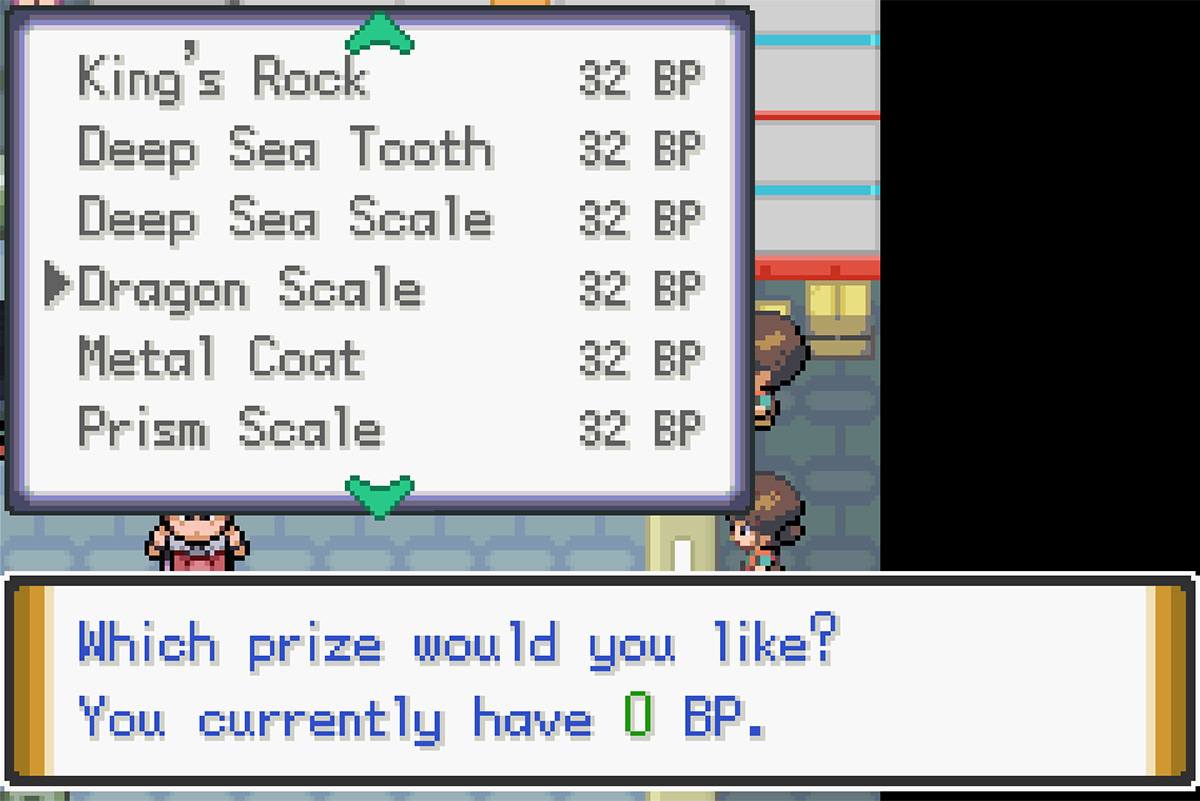 King's Rock 32 BP
Deep Sea Tooth 32 BP
Deep Sea Scale 32 BP
Dragon Scale 32 BP
Metal Coat 32 BP
Prism Scale 32 BP
Which prize would you like?
You currently have 0 BP.